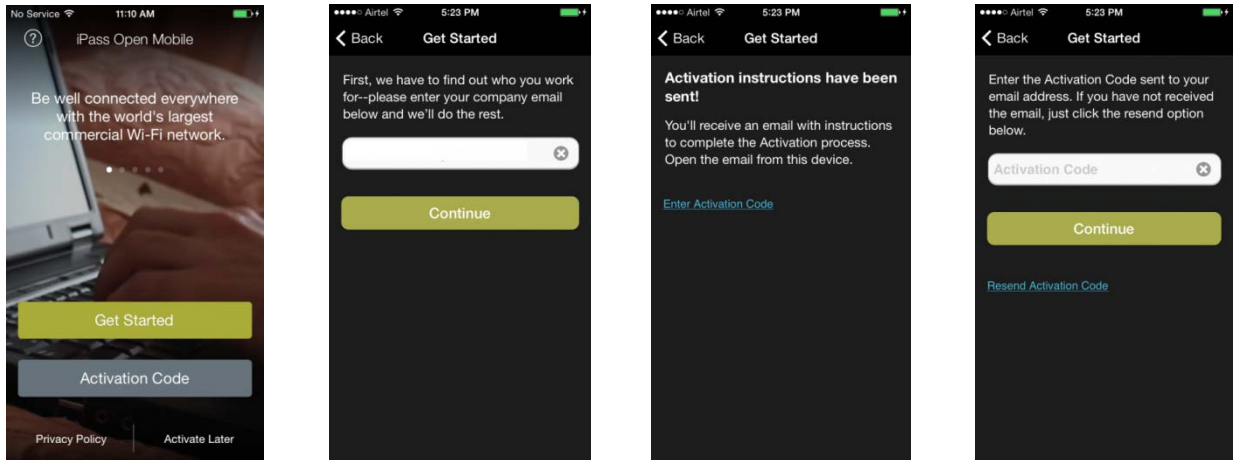 No Service 11:10 AM
? iPass Open Mobile
Be well connected everywhere
with the world's largest
commercial Wi-Fi network.
Get Started
Activation Code
Privacy Policy Activate Later
Airtel 5:23 PM
Back Get Started
First, we have to find out who you work
for--please enter your company email
below and we'll do the rest.
Continue
Airtel 5:23 PM
Back Get Started
Activation instructions have been
sent!
You'll receive an email with instructions
to complete the Activation process.
Open the email from this device.
Enter Activation Code
Airtel 5:23 PM
Back Get Started
Enter the Activation Code sent to your
email address. If you have not received
the email, just click the resend option
below.
Activation Code
Continue
Resend Activation Code